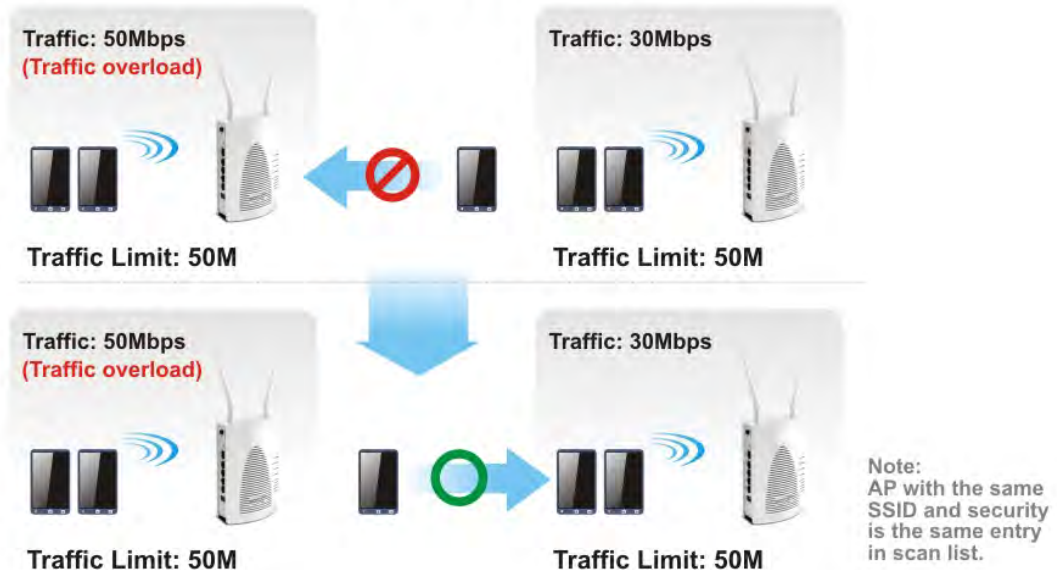 Traffic: 50Mbps
(Traffic overload)
Traffic: 30Mbps
Traffic Limit: 50M
Traffic Limit: 50M
Traffic: 50Mbps
(Traffic overload)
Traffic: 30Mbps
Traffic Limit: 50M
Traffic Limit: 50M
Note:
AP with the same
SSID and security
is the same entry
in scan list.